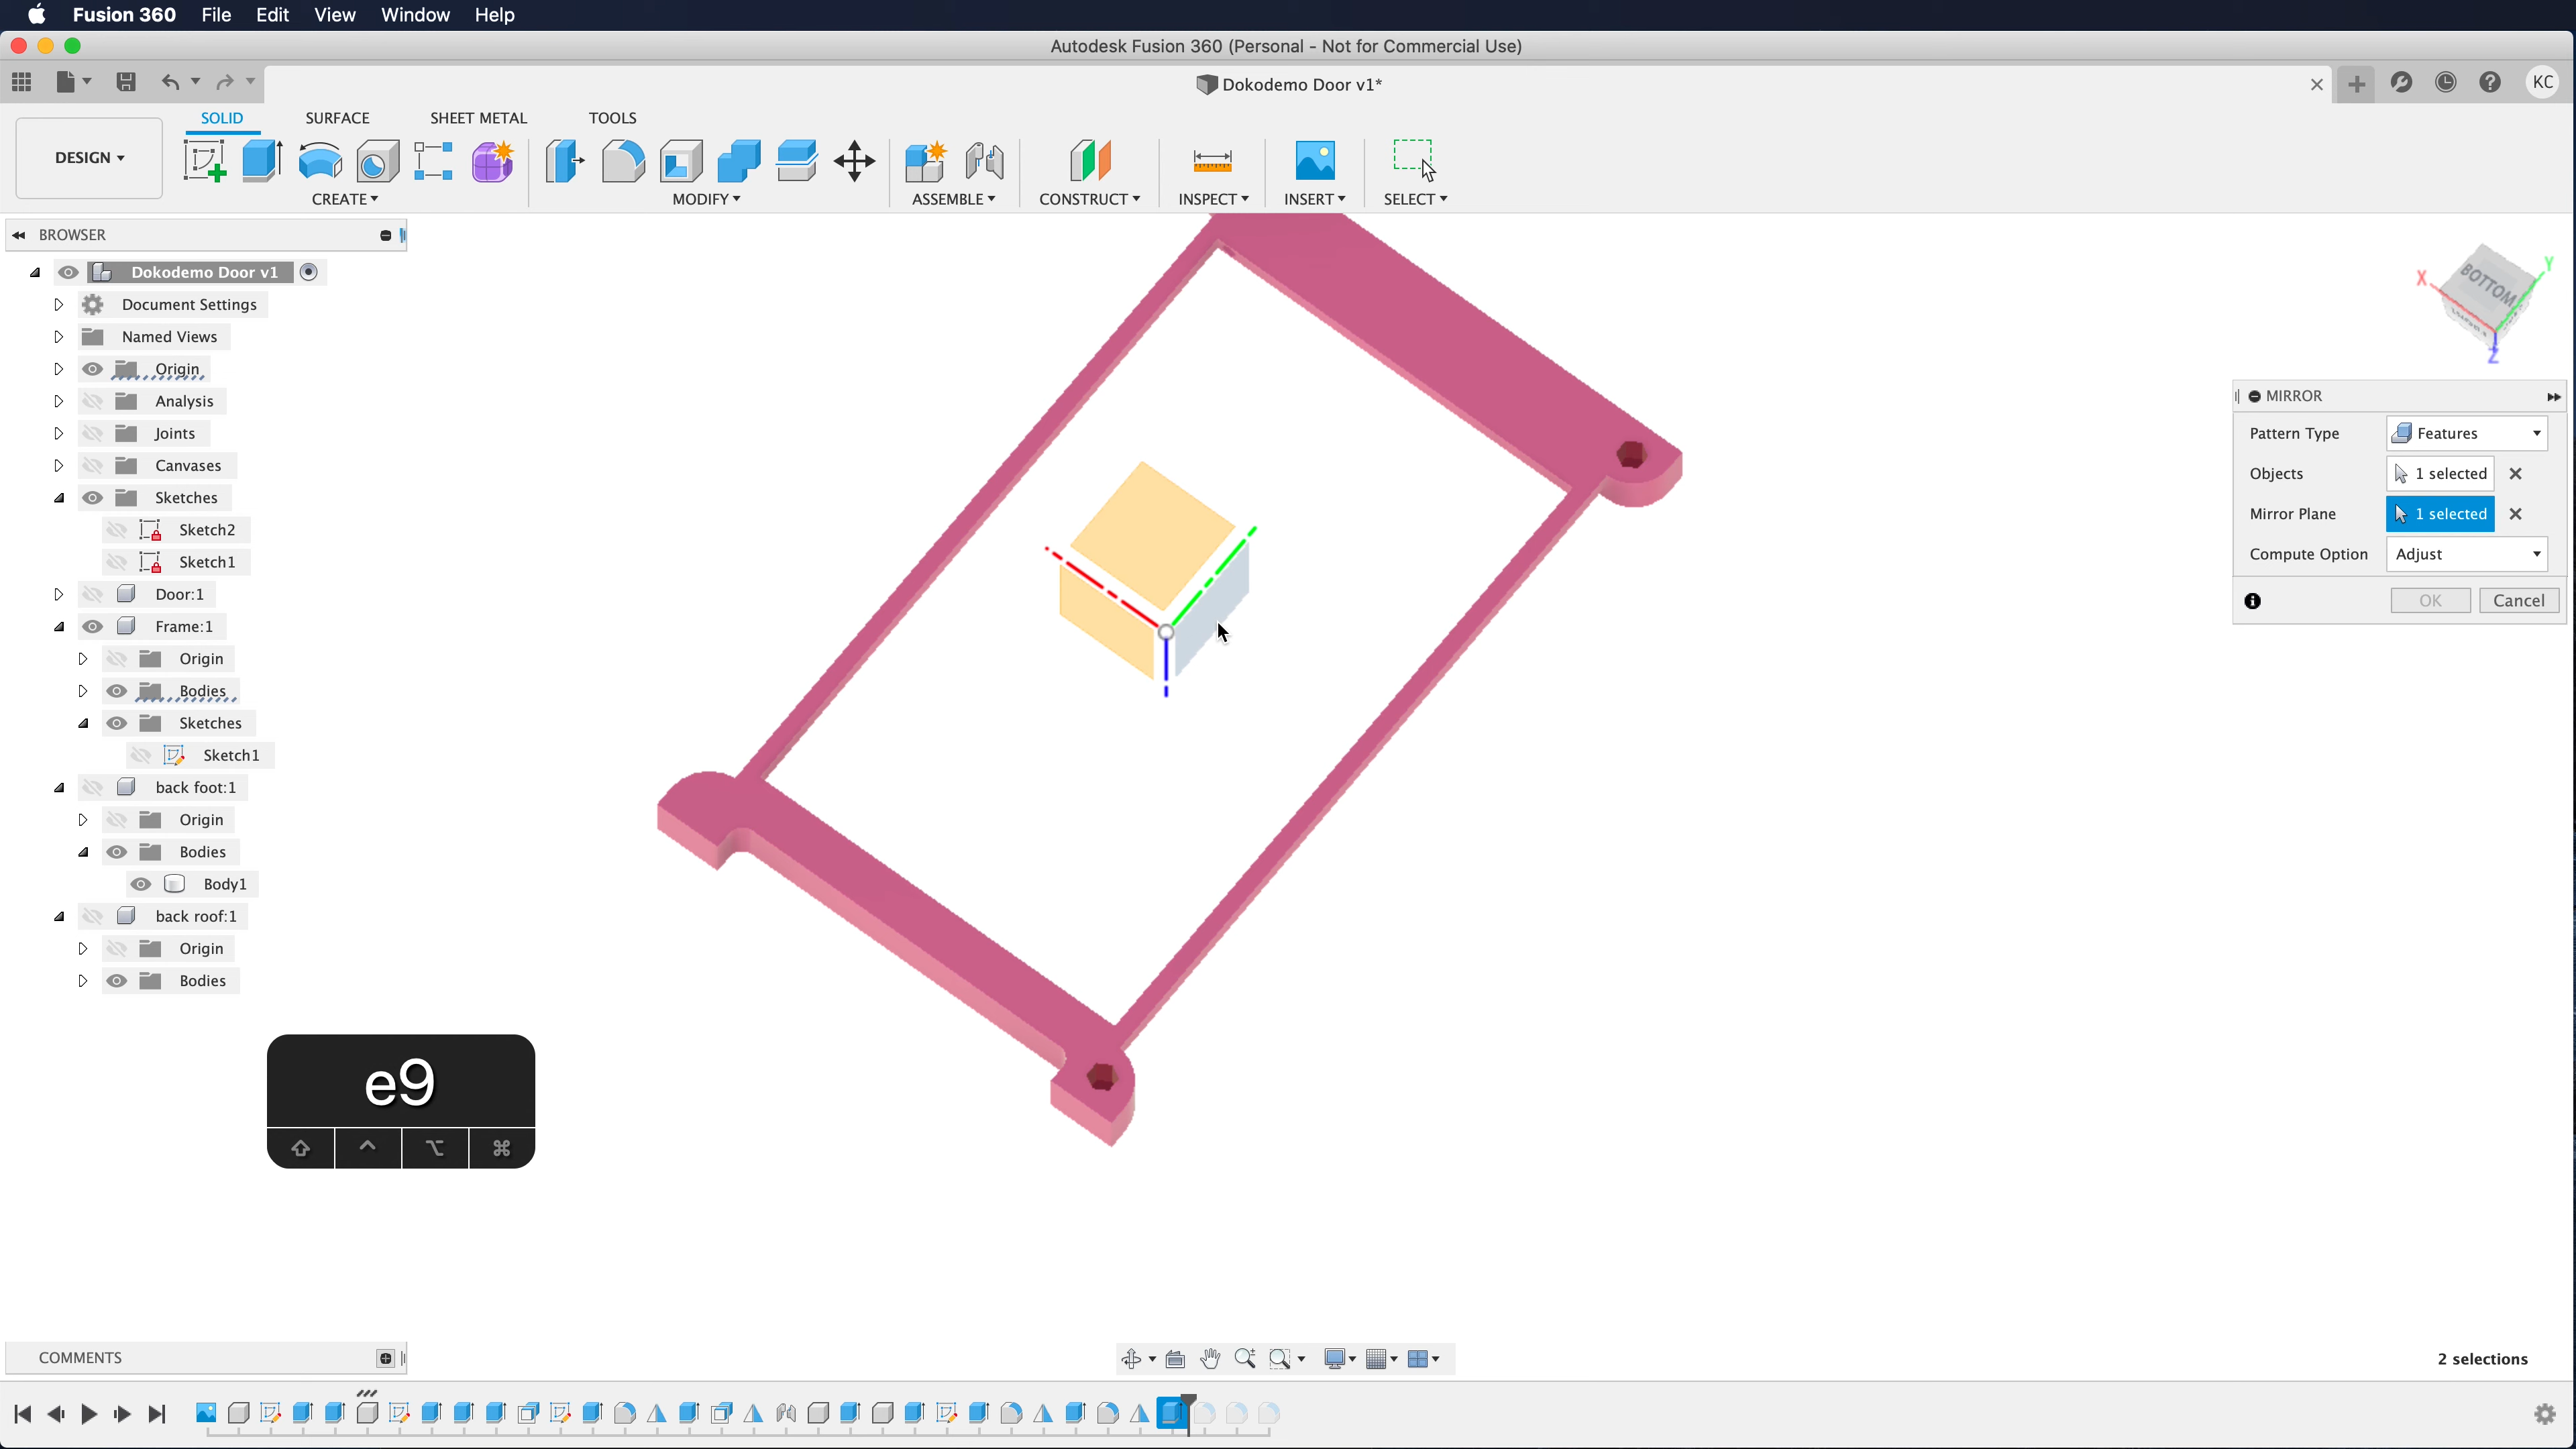 Fusion 360 File Edit View Window Help
Autodesk Fusion 360 (Personal - Not for Commercial Use)
Dokodemo Door v1*
KC
SOLID SURFACE SHEET METAL TOOLS
DESIGN
CREATE MODIFY ASSEMBLE CONSTRUCT INSPECT INSERT SELECT
BROWSER
Dokodemo Door v1
Document Settings
Named Views
Origin
Analysis
Joints
Canvases
Sketches
Sketch2
Sketch1
Door:1
Frame:1
Origin
Bodies
Sketches
Sketch1
back foot:1
Origin
Bodies
Body1
back roof:1
Origin
Bodies
BOTTOM
X
Y
Z
MIRROR
Pattern Type Features
Objects 1 selected
Mirror Plane 1 selected
Compute Option Adjust
OK Cancel
e9
COMMENTS
2 selections